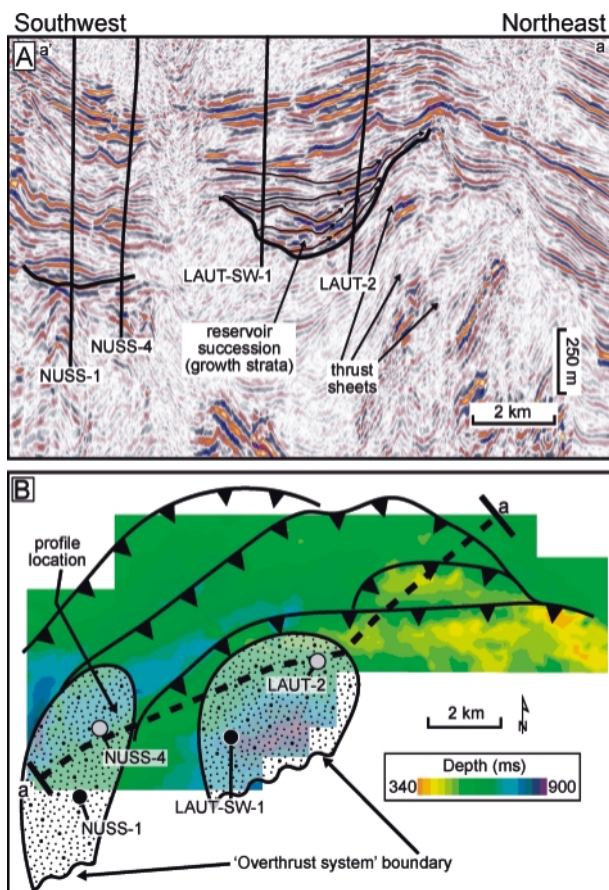 Southwest
Northeast
A
a'
a
LAUT-SW-1
LAUT-2
NUSS-4
NUSS-1
reservoir
succession
(growth strata)
thrust
sheets
250 m
2 km
B
profile
location
a
LAUT-2
NUSS-4
2 km
N
Depth (ms)
340
900
a'
LAUT-SW-1
NUSS-1
'Overthrust system' boundary